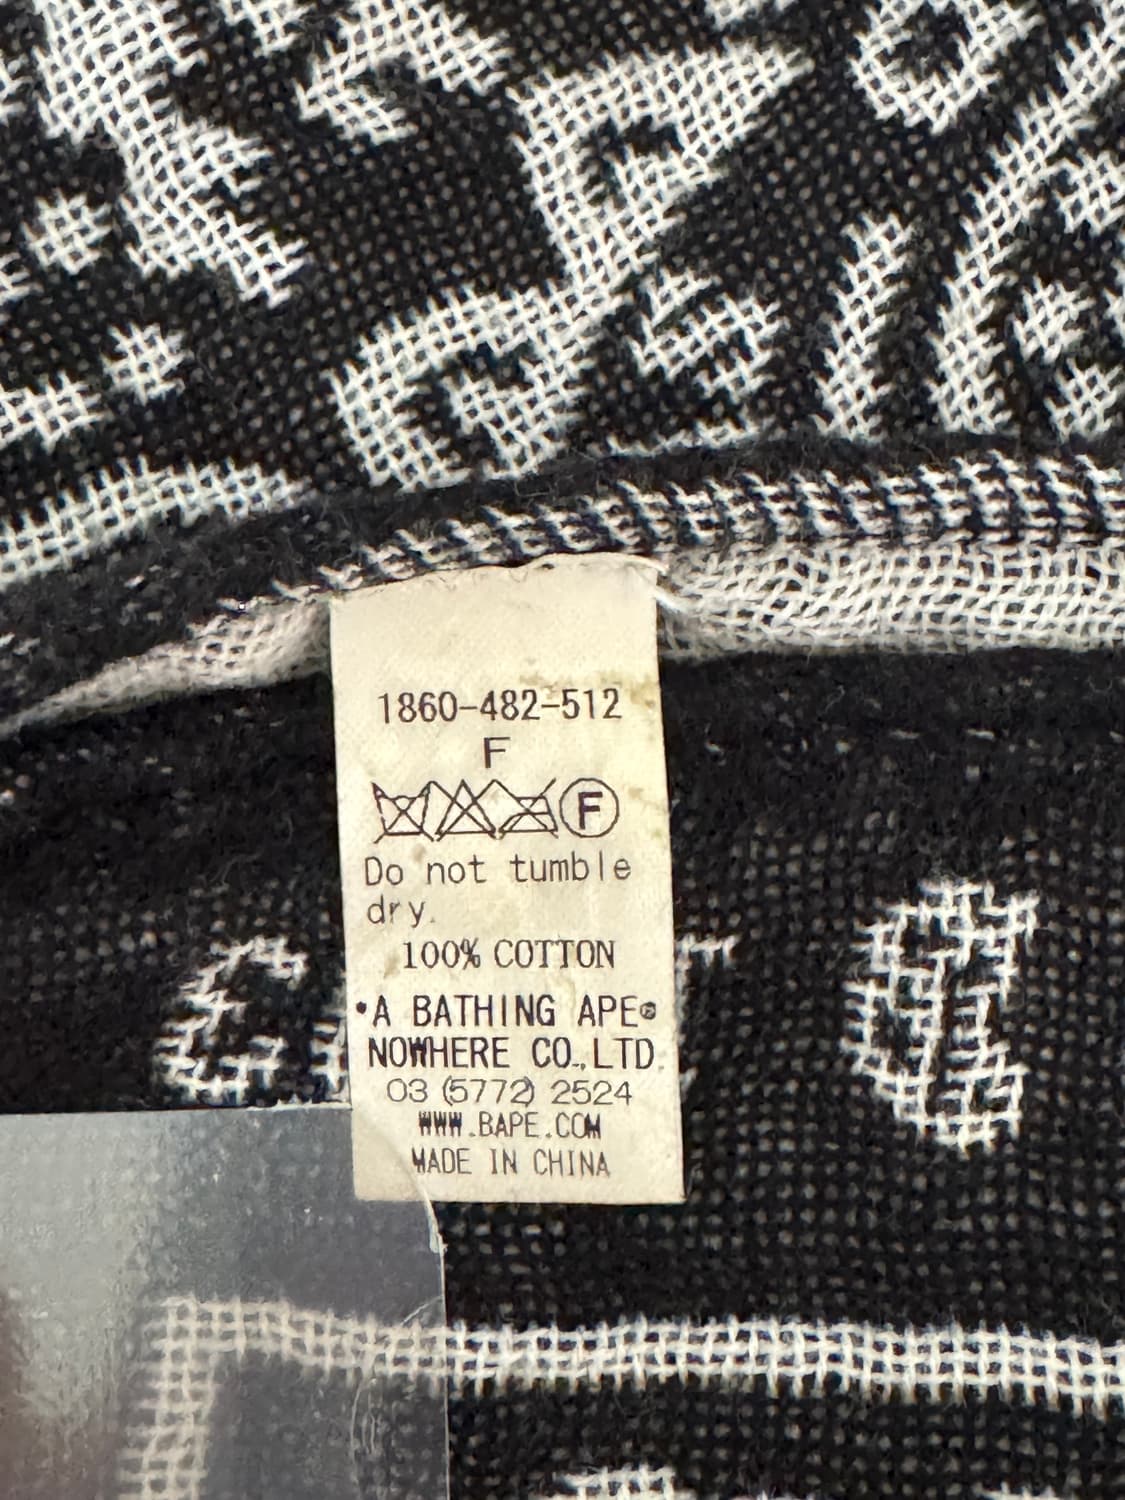 1860-482-512
F
F
Do not tumble
dry.
100% COTTON
•A BATHING APE®
NOWHERE CO.,LTD.
03 (5772) 2524
WWW.BAPE.COM
MADE IN CHINA